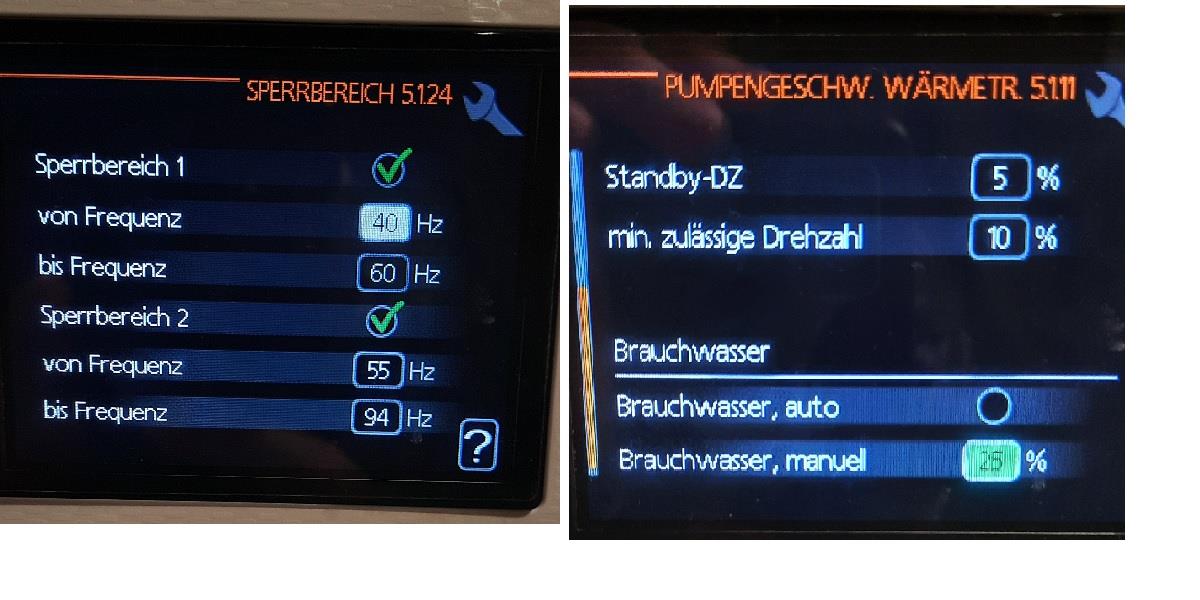 SPERRBEREICH 5.1.24
Sperrbereich 1
von Frequenz 40 Hz
bis Frequenz 60 Hz
Sperrbereich 2
von Frequenz 55 Hz
bis Frequenz 94 Hz
?
PUMPENGESCHW. WÄRMETR. 5.1.11
Standby-DZ 5 %
min. zulässige Drehzahl 10 %
Brauchwasser
Brauchwasser, auto
Brauchwasser, manuell 25 %